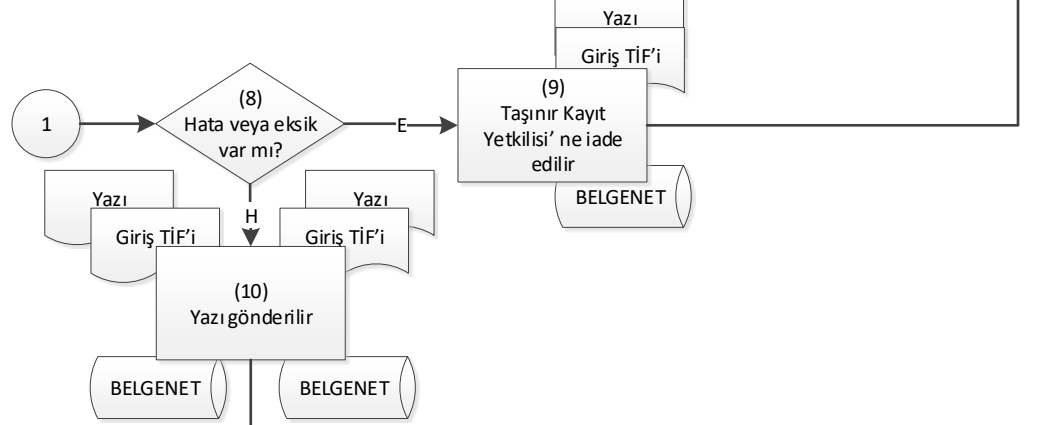 Yazı
Giriş TİF’i
(9)
Taşınır Kayıt
Yetkilisi’ ne iade
edilir
BELGENET
1
(8)
Hata veya eksik
var mı?
E
H
Yazı
Giriş TİF’i
Yazı
Giriş TİF’i
(10)
Yazı gönderilir
BELGENET
BELGENET